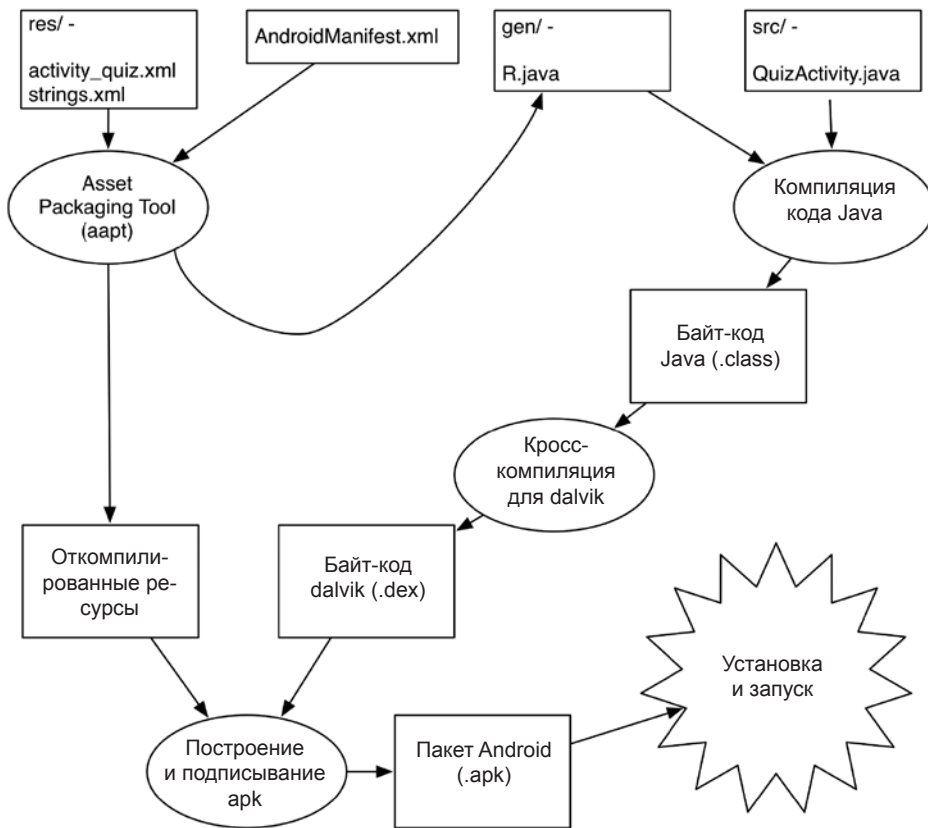 res/ -
activity_quiz.xml
strings.xml
AndroidManifest.xml
gen/ -
R.java
src/ -
QuizActivity.java
Asset
Packaging Tool
(aapt)
Компиляция
кода Java
Байт-код
Java (.class)
Кросс-
компиляция
для dalvik
Откомпили-
рованные ре-
сурсы
Байт-код
dalvik (.dex)
Установка
и запуск
Построение
и подписывание
apk
Пакет Android
(.apk)